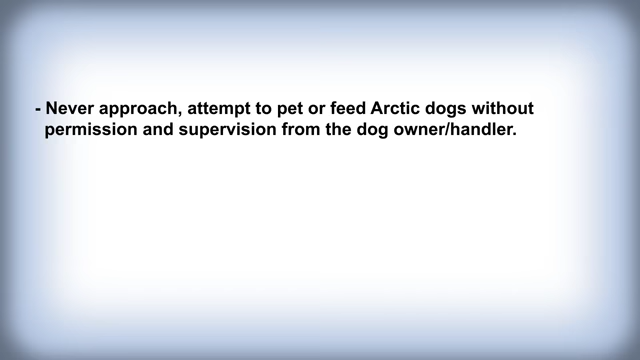 - Never approach, attempt to pet or feed Arctic dogs without
permission and supervision from the dog owner/handler.